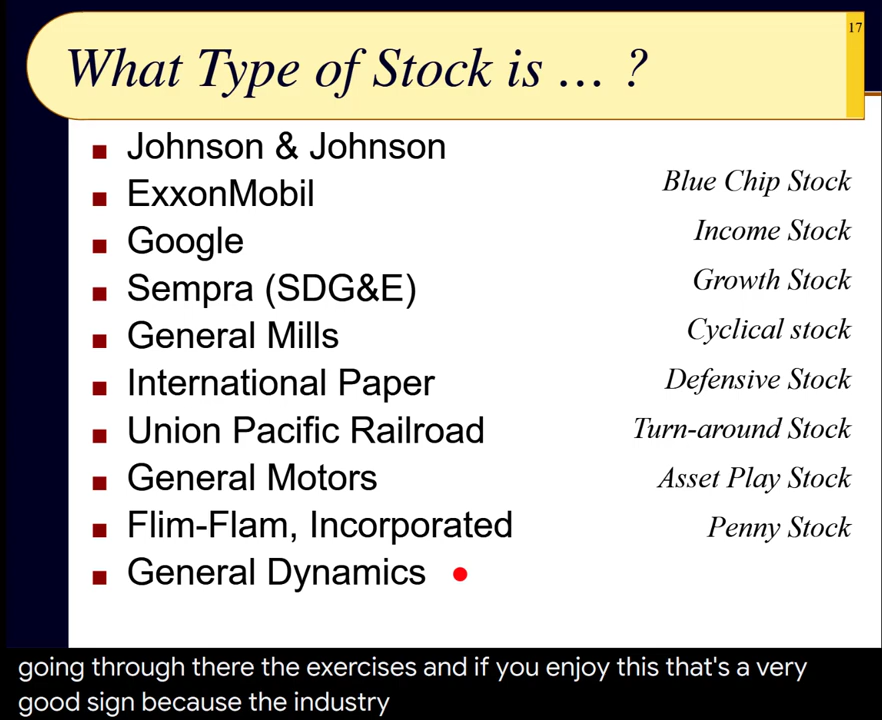 17
What Type of Stock is ... ?
Johnson & Johnson
ExxonMobil
Google
Sempra (SDG&E)
General Mills
International Paper
Union Pacific Railroad
General Motors
Flim-Flam, Incorporated
General Dynamics
Blue Chip Stock
Income Stock
Growth Stock
Cyclical stock
Defensive Stock
Turn-around Stock
Asset Play Stock
Penny Stock
going through there the exercises and if you enjoy this that's a very
good sign because the industry